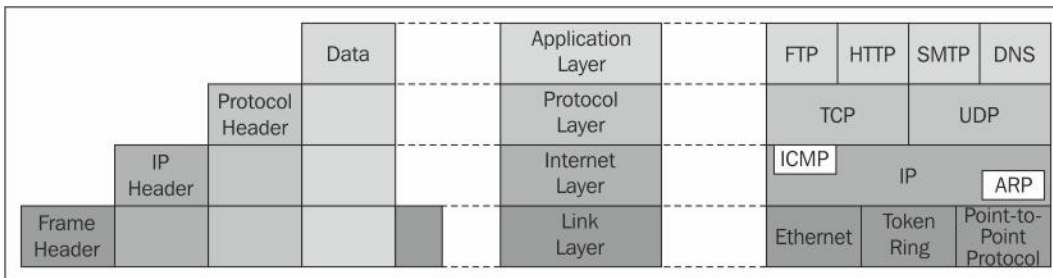 Data
Application
Layer
FTP
HTTP
SMTP
DNS
Protocol
Header
Protocol
Layer
TCP
UDP
IP
Header
Internet
Layer
ICMP
IP
ARP
Frame
Header
Link
Layer
Ethernet
Token
Ring
Point-to-
Point
Protocol